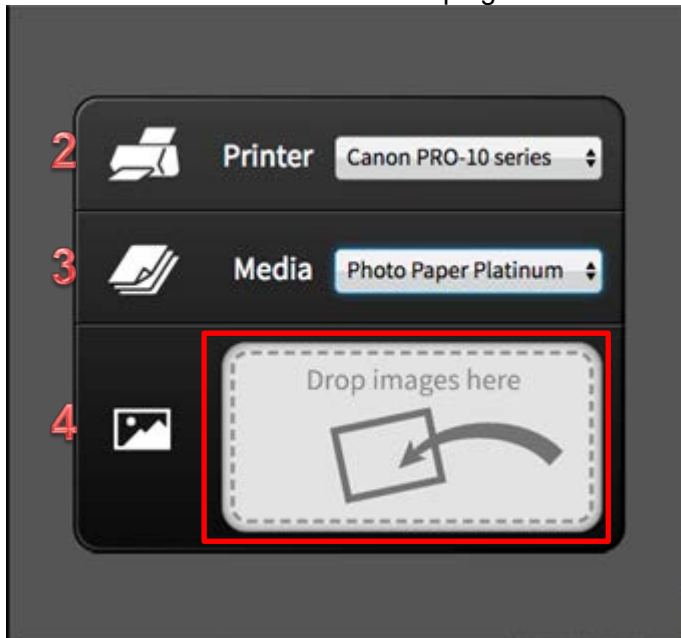 2 Printer Canon PRO-10 series
3 Media Photo Paper Platinum
Drop images here
4